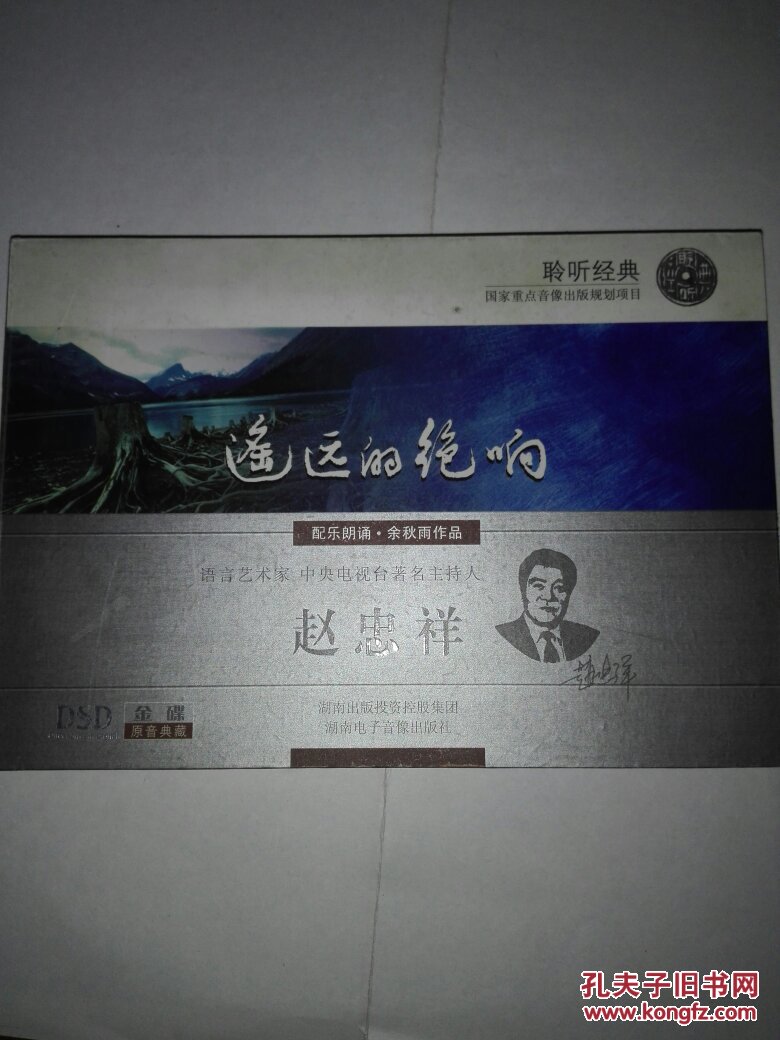 聆听经典
国家重点音像出版规划项目
遥远的绝响
配乐朗诵·余秋雨作品
语言艺术家 中央电视台著名主持人
赵忠祥
赵忠祥
DSD 金碟
原音典藏
湖南出版投资控股集团
湖南电子音像出版社
孔夫子旧书网
www.kongfz.com